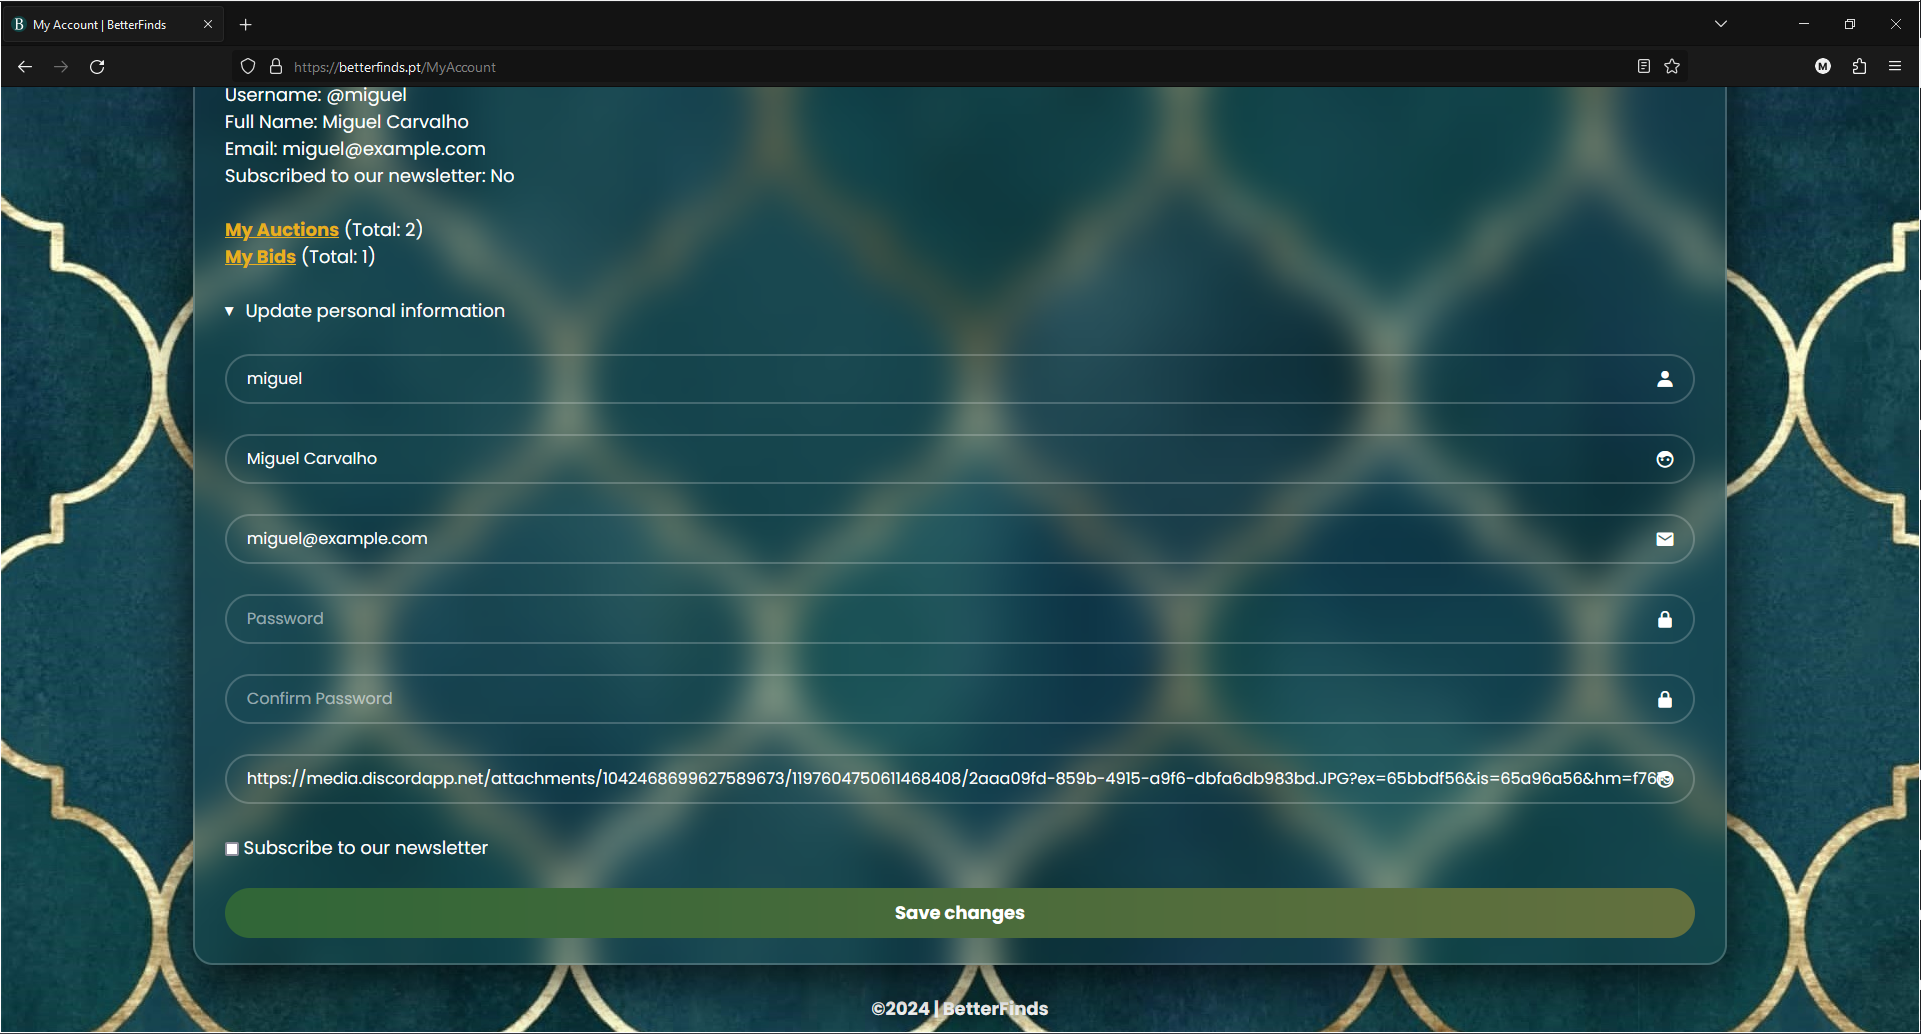 My Account | BetterFinds
https://betterfinds.pt/MyAccount
M
Username: @miguel
Full Name: Miguel Carvalho
Email: miguel@example.com
Subscribed to our newsletter: No
My Auctions (Total: 2)
My Bids (Total: 1)
▼ Update personal information
miguel
Miguel Carvalho
miguel@example.com
Password
Confirm Password
https://media.discordapp.net/attachments/1042468699627589673/1197604750611468408/2aaa09fd-859b-4915-a9f6-dbfa6db983bd.JPG?ex=65bbdf56&is=65a96a56&hm=f76
Subscribe to our newsletter
Save changes
©2024 | BetterFinds